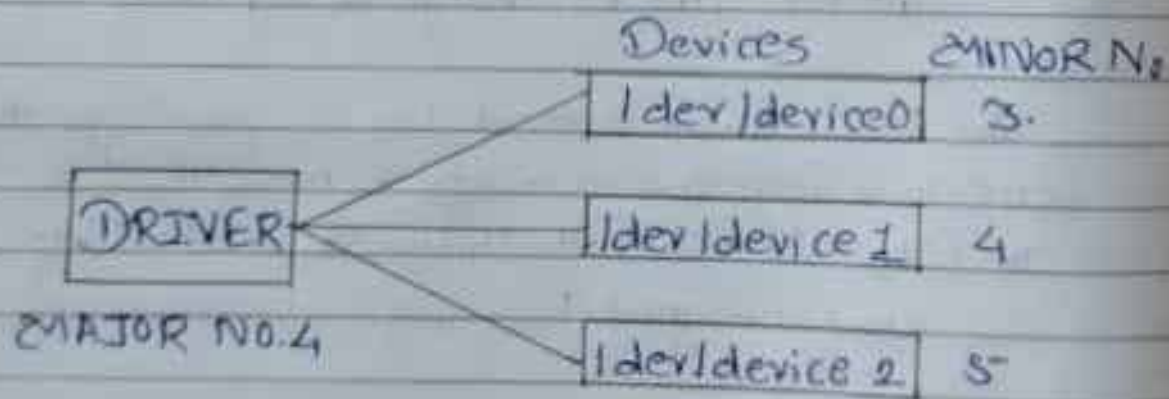 Devices MINOR No
/dev/device0 3.
DRIVER /dev/device 1 4
MAJOR NO.4
/dev/device 2 5